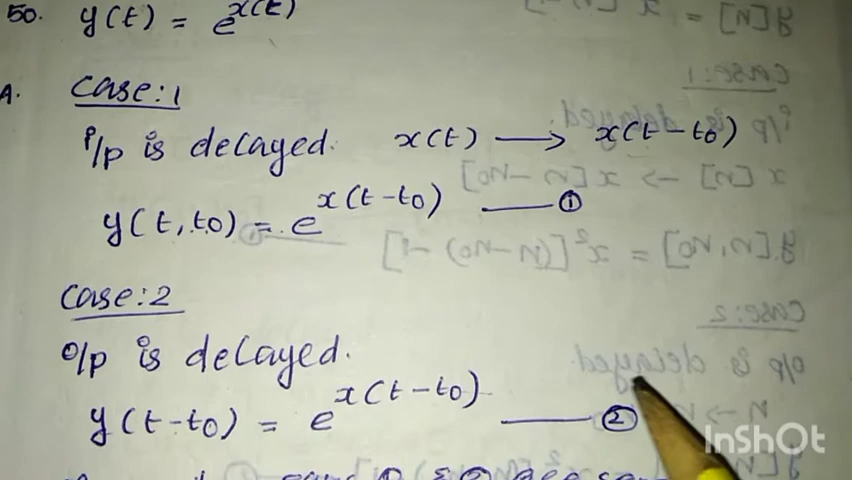 50. y(t) = e^x(t)
A. Case:1
i/p is delayed. x(t) → x(t-t0)
y(t,t0) = e^x(t-t0) — ①
Case:2
o/p is delayed.
y(t-t0) = e^x(t-t0) — ②
InShOt